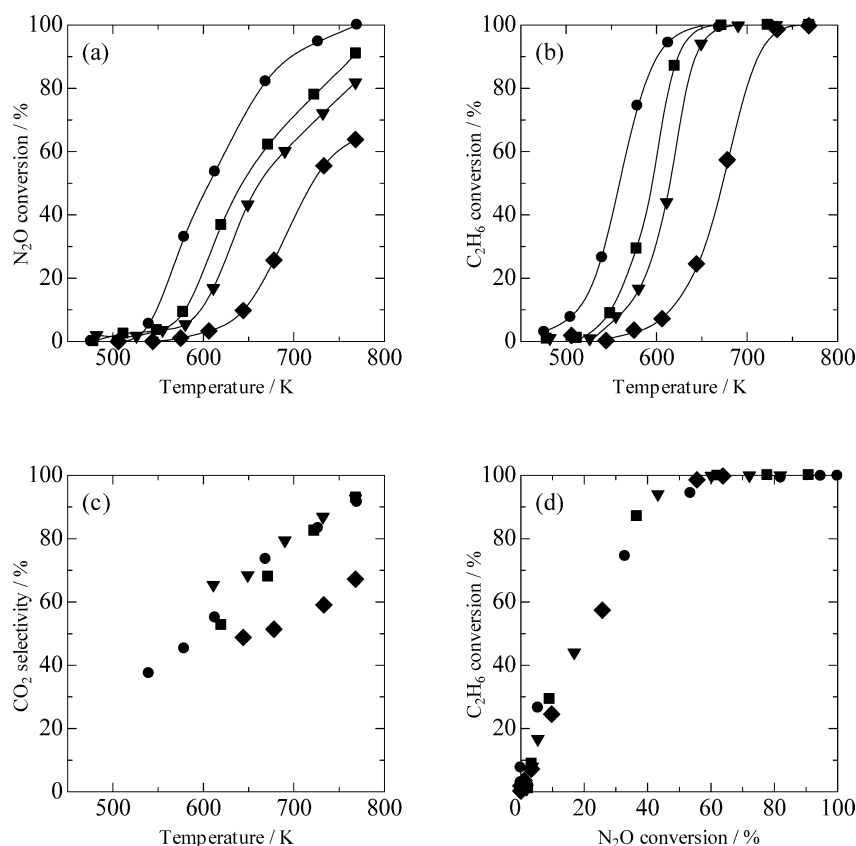 (a)
N₂O conversion / %
100
80
60
40
20
0
500 600 700 800
Temperature / K
(b)
C₂H₆ conversion / %
100
80
60
40
20
0
500 600 700 800
Temperature / K
(c)
CO₂ selectivity / %
100
80
60
40
20
0
500 600 700 800
Temperature / K
(d)
C₂H₆ conversion / %
100
80
60
40
20
0
0 20 40 60 80 100
N₂O conversion / %